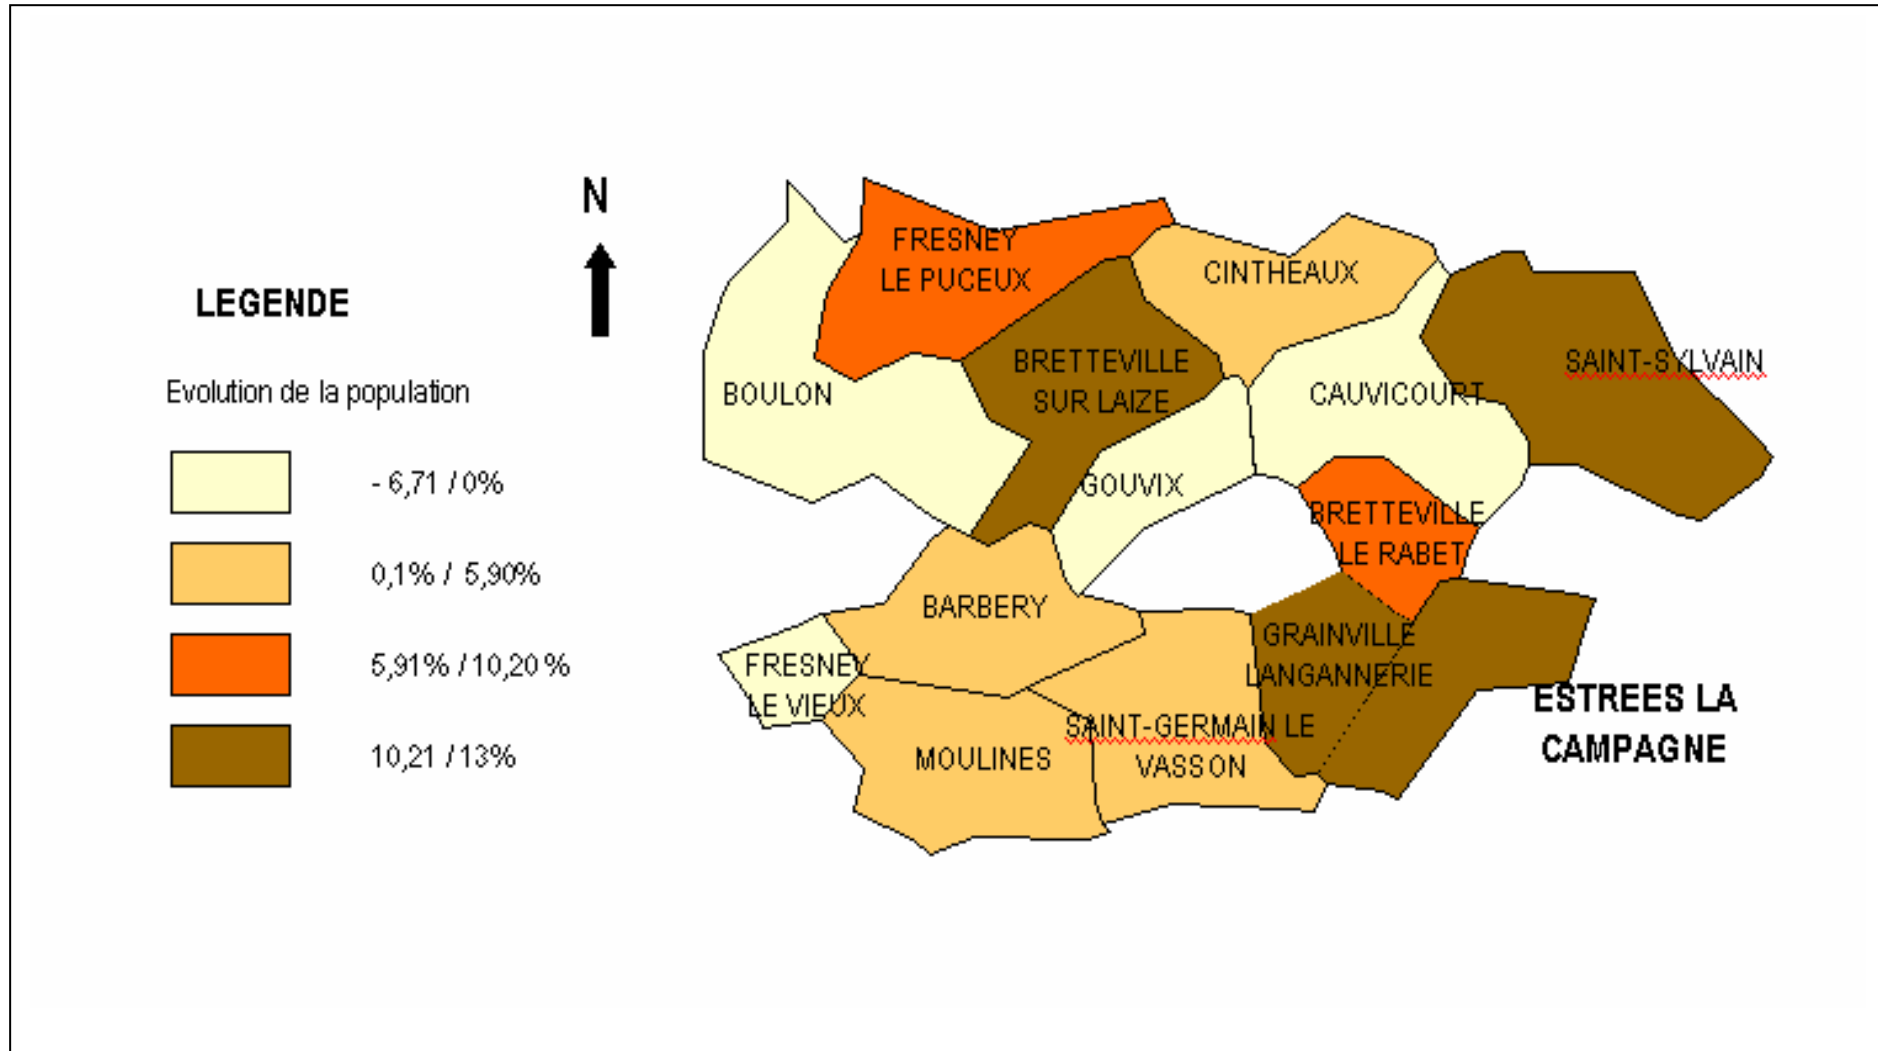 N
LEGENDE
Evolution de la population
- 6,71 / 0%
0,1% / 5,90%
5,91% / 10,20 %
10,21 / 13%
FRESNEY
LE PUCEUX
CINTHEAUX
BRETTEVILLE
SUR LAIZE
SAINT-SYLVAIN
BOULON
CAUVICOURT
GOUVIX
BRETTEVILLE
LE RABET
BARBERY
GRAINVILLE
LANGANNERIE
FRESNEY
LE VIEUX
ESTREES LA
CAMPAGNE
SAINT-GERMAIN LE
VASSON
MOULINES